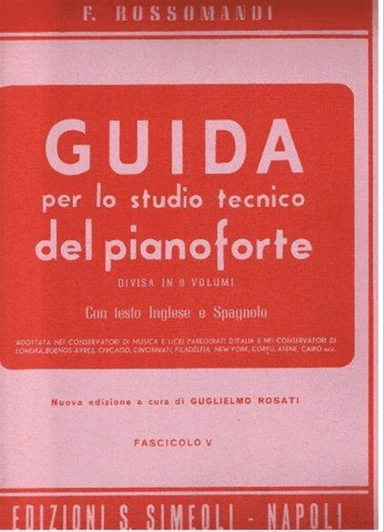 F. ROSSOMANDI
GUIDA
per lo studio tecnico
del pianoforte
DIVISA IN 8 VOLUMI
Con testo Inglese e Spagnolo
ADOTTATA NEI CONSERVATORI DI MUSICA E LICEI PAREGGIATI D'ITALIA E NEI CONSERVATORI DI
LONDRA, BUENOS AYRES, CHICAGO, CINCINNATI, FILADELFIA, NEW YORK, CORFÙ, ATENE, CAIRO ecc.
Nuova edizione a cura di GUGLIELMO ROSATI
FASCICOLO V
EDIZIONI S. SIMEOLI - NAPOLI